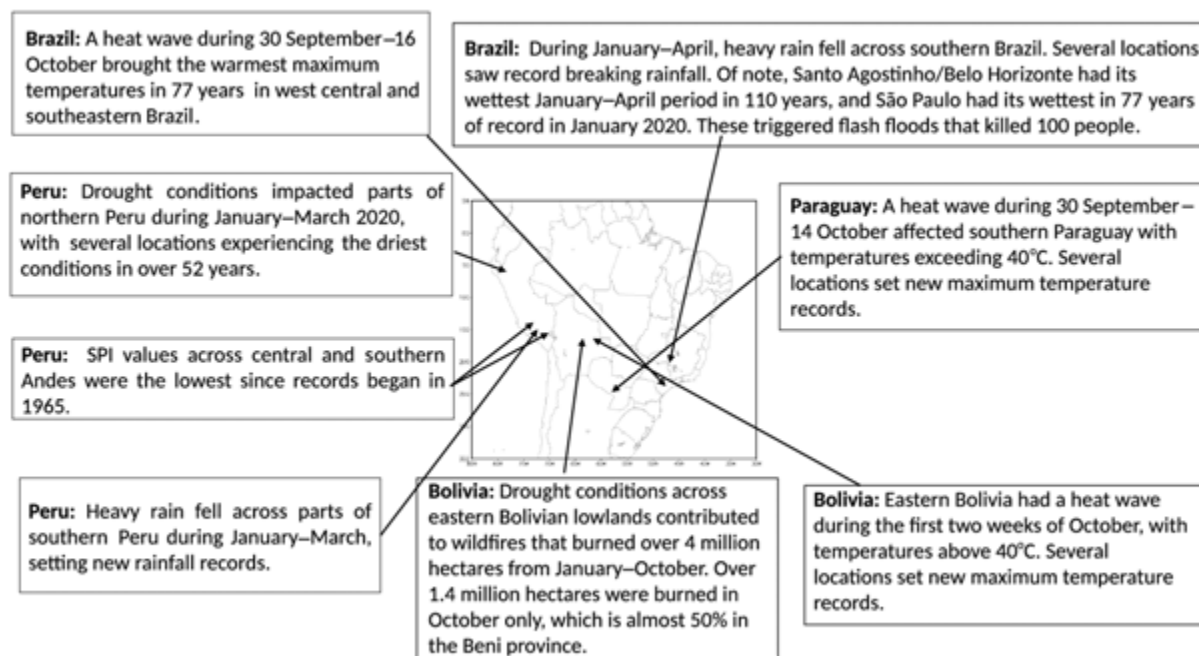 Brazil: A heat wave during 30 September–16
October brought the warmest maximum
temperatures in 77 years in west central and
southeastern Brazil.
Brazil: During January–April, heavy rain fell across southern Brazil. Several locations
saw record breaking rainfall. Of note, Santo Agostinho/Belo Horizonte had its
wettest January–April period in 110 years, and São Paulo had its wettest in 77 years
of record in January 2020. These triggered flash floods that killed 100 people.
Peru: Drought conditions impacted parts of
northern Peru during January–March 2020,
with several locations experiencing the driest
conditions in over 52 years.
Paraguay: A heat wave during 30 September–
14 October affected southern Paraguay with
temperatures exceeding 40°C. Several
locations set new maximum temperature
records.
Peru: SPI values across central and southern
Andes were the lowest since records began in
1965.
Peru: Heavy rain fell across parts of
southern Peru during January–March,
setting new rainfall records.
Bolivia: Drought conditions across
eastern Bolivian lowlands contributed
to wildfires that burned over 4 million
hectares from January–October. Over
1.4 million hectares were burned in
October only, which is almost 50% in
the Beni province.
Bolivia: Eastern Bolivia had a heat wave
during the first two weeks of October, with
temperatures above 40°C. Several
locations set new maximum temperature
records.